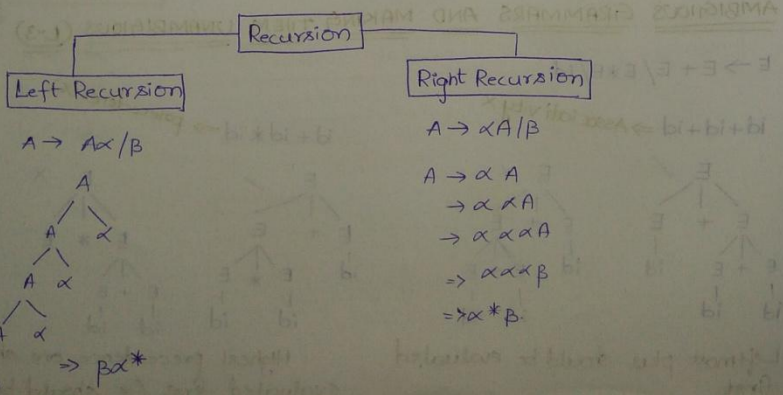 Recursion
Left Recursion
A → Aα/β
A
A α
A α
A α
=> βα*
Right Recursion
A → αA/β
A → α A
→ α α A
→ α α α A
=> α α α β
=> α*β.